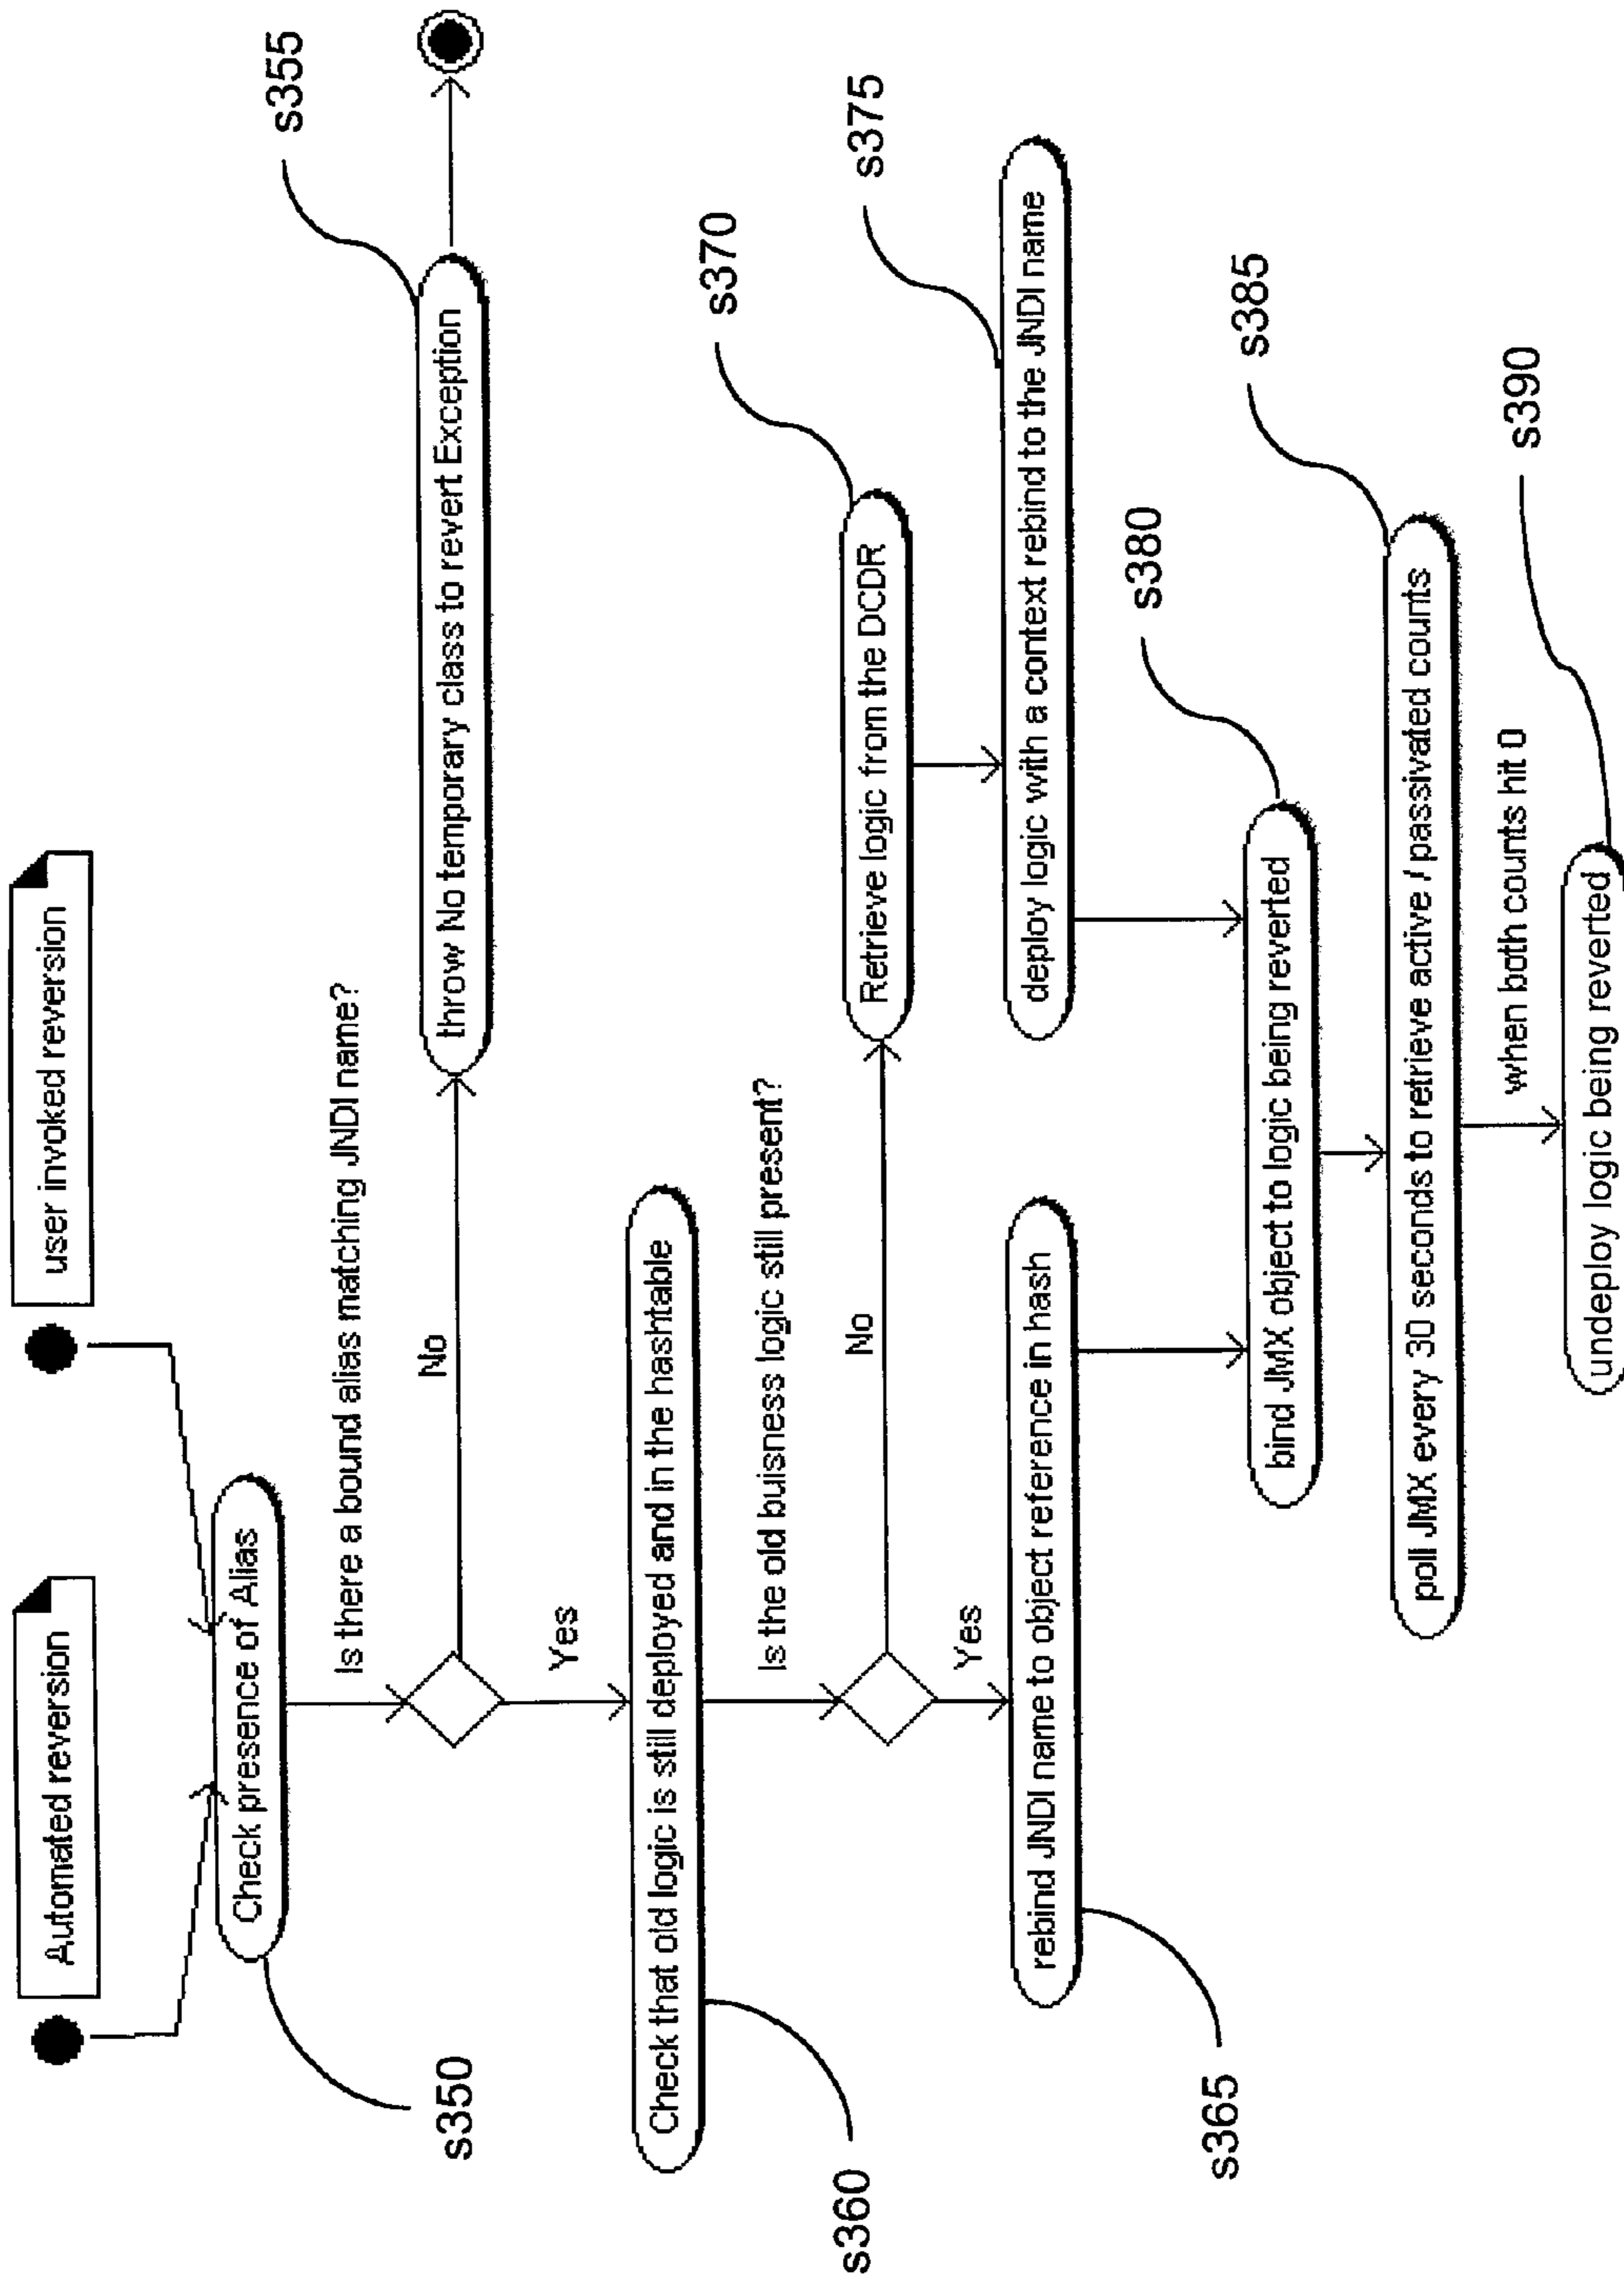 Automated reversion
user invoked reversion
Check presence of Alias
s350
Is there a bound alias matching JNDI name?
No
throw No temporary class to revert Exception
s355
Yes
Check that old logic is still deployed and in the hashtable
s360
Is the old buisness logic still present?
No
Retrieve logic from the DCDR
s370
Yes
rebind JNDI name to object reference in hash
s365
deploy logic with a context rebind to the JNDI name
s375
bind JMX object to logic being reverted
s380
poll JMX every 30 seconds to retrieve active / passivated counts
s385
when both counts hit 0
undeploy logic being reverted
s390